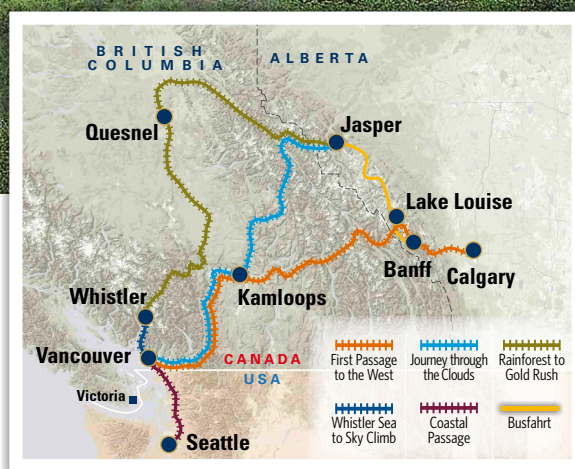 BRITISH
COLUMBIA
ALBERTA
Quesnel
Jasper
Lake Louise
Banff
Calgary
Kamloops
Whistler
Vancouver
CANADA
USA
Victoria
Seattle
First Passage
to the West
Journey through
the Clouds
Rainforest to
Gold Rush
Whistler Sea
to Sky Climb
Coastal
Passage
Busfahrt